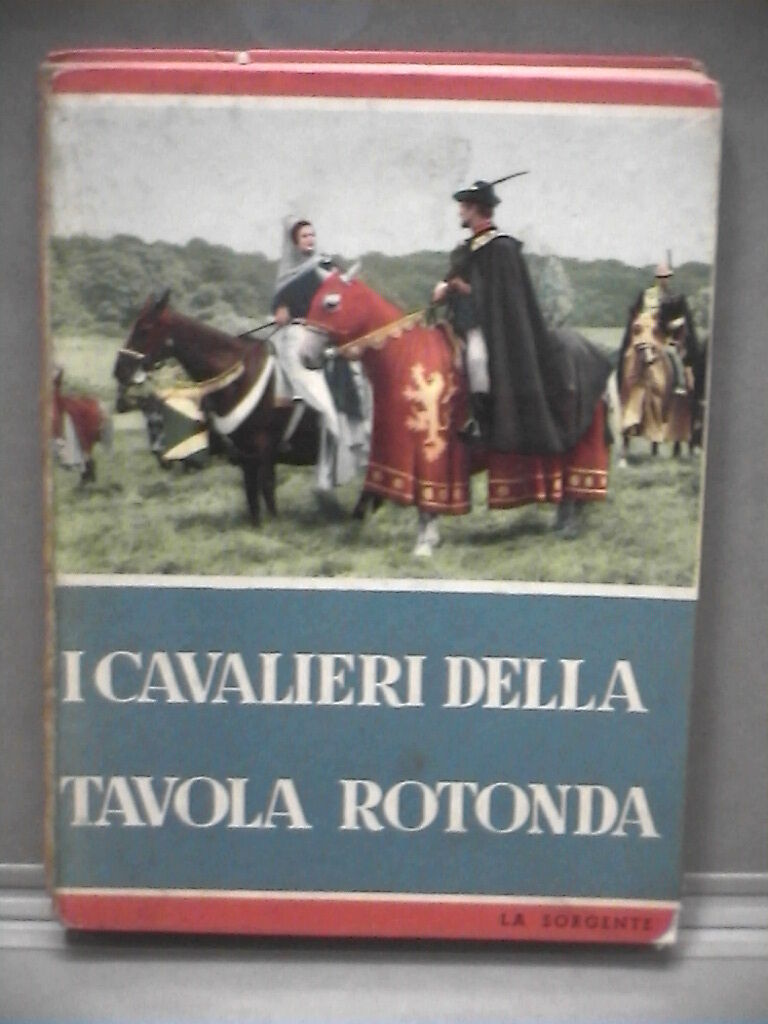 I CAVALIERI DELLA
TAVOLA ROTONDA
LA SORGENTE